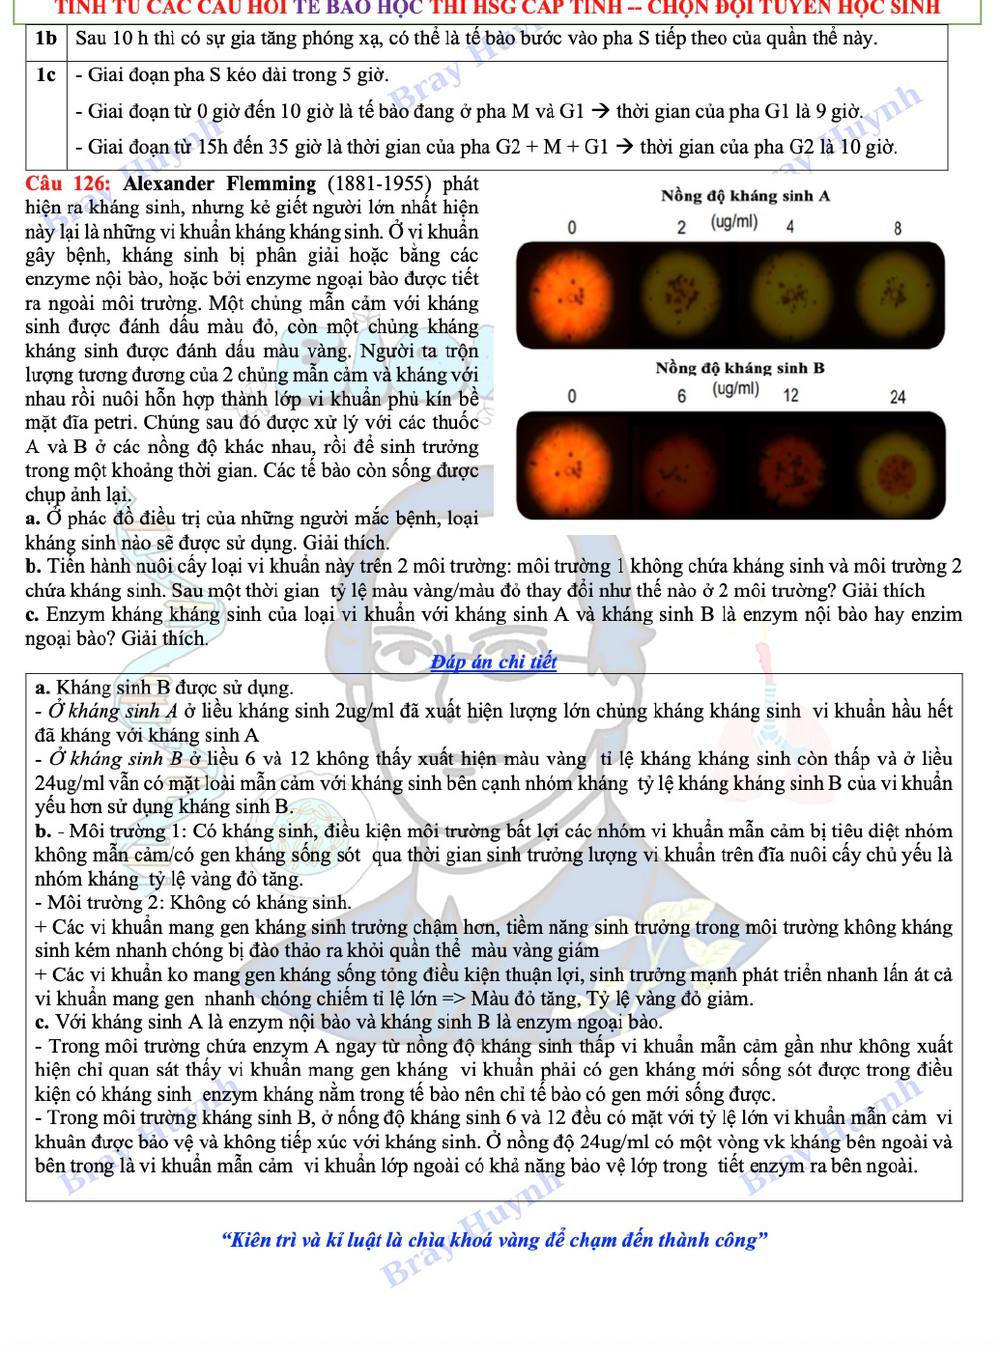 TINH TÚ CÁC CÂU HỎI TẾ BÀO HỌC THI HSG CẤP TỈNH -- CHỌN ĐỘI TUYỂN HỌC SINH
1b Sau 10 h thì có sự gia tăng phóng xạ, có thể là tế bào bước vào pha S tiếp theo của quần thể này.
1c - Giai đoạn pha S kéo dài trong 5 giờ.
- Giai đoạn từ 0 giờ đến 10 giờ là tế bào đang ở pha M và G1 → thời gian của pha G1 là 9 giờ.
- Giai đoạn từ 15h đến 35 giờ là thời gian của pha G2 + M + G1 → thời gian của pha G2 là 10 giờ.
Câu 126: Alexander Flemming (1881-1955) phát
hiện ra kháng sinh, nhưng kẻ giết người lớn nhất hiện
này lại là những vi khuẩn kháng kháng sinh. Ở vi khuẩn
gây bệnh, kháng sinh bị phân giải hoặc bằng các
enzyme nội bào, hoặc bởi enzyme ngoại bào được tiết
ra ngoài môi trường. Một chủng mẫn cảm với kháng
sinh được đánh dấu màu đỏ, còn một chủng kháng
kháng sinh được đánh dấu màu vàng. Người ta trộn
lượng tương đương của 2 chủng mẫn cảm và kháng với
nhau rồi nuôi hỗn hợp thành lớp vi khuẩn phủ kín bề
mặt đĩa petri. Chúng sau đó được xử lý với các thuốc
A và B ở các nồng độ khác nhau, rồi để sinh trưởng
trong một khoảng thời gian. Các tế bào còn sống được
chụp ảnh lại.
Nồng độ kháng sinh A
(ug/ml)
0 2 4 8
Nồng độ kháng sinh B
(ug/ml)
0 6 12 24
a. Ở phác đồ điều trị của những người mắc bệnh, loại
kháng sinh nào sẽ được sử dụng. Giải thích.
b. Tiến hành nuôi cấy loại vi khuẩn này trên 2 môi trường: môi trường 1 không chứa kháng sinh và môi trường 2
chứa kháng sinh. Sau một thời gian tỷ lệ màu vàng/màu đỏ thay đổi như thế nào ở 2 môi trường? Giải thích
c. Enzym kháng kháng sinh của loại vi khuẩn với kháng sinh A và kháng sinh B là enzym nội bào hay enzim
ngoại bào? Giải thích.
Đáp án chi tiết
a. Kháng sinh B được sử dụng.
- Ở kháng sinh A ở liều kháng sinh 2ug/ml đã xuất hiện lượng lớn chủng kháng kháng sinh vi khuẩn hầu hết
đã kháng với kháng sinh A
- Ở kháng sinh B ở liều 6 và 12 không thấy xuất hiện màu vàng tỉ lệ kháng kháng sinh còn thấp và ở liều
24ug/ml vẫn có mặt loài mẫn cảm với kháng sinh bên cạnh nhóm kháng tỷ lệ kháng kháng sinh B của vi khuẩn
yếu hơn sử dụng kháng sinh B.
b. - Môi trường 1: Có kháng sinh, điều kiện môi trường bất lợi các nhóm vi khuẩn mẫn cảm bị tiêu diệt nhóm
không mẫn cảm/có gen kháng sống sót qua thời gian sinh trưởng lượng vi khuẩn trên đĩa nuôi cấy chủ yếu là
nhóm kháng tỷ lệ vàng đỏ tăng.
- Môi trường 2: Không có kháng sinh.
+ Các vi khuẩn mang gen kháng sinh trưởng chậm hơn, tiềm năng sinh trưởng trong môi trường không kháng
sinh kém nhanh chóng bị đào thảo ra khỏi quần thể màu vàng giảm
+ Các vi khuẩn ko mang gen kháng sống tỏng điều kiện thuận lợi, sinh trưởng mạnh phát triển nhanh lấn át cả
vi khuẩn mang gen nhanh chóng chiếm tỉ lệ lớn => Màu đỏ tăng, Tỷ lệ vàng đỏ giảm.
c. Với kháng sinh A là enzym nội bào và kháng sinh B là enzym ngoại bào.
- Trong môi trường chứa enzym A ngay từ nồng độ kháng sinh thấp vi khuẩn mẫn cảm gần như không xuất
hiện chỉ quan sát thấy vi khuẩn mang gen kháng vi khuẩn phải có gen kháng mới sống sót được trong điều
kiện có kháng sinh enzym kháng nằm trong tế bào nên chỉ tế bào có gen mới sống được.
- Trong môi trường kháng sinh B, ở nống độ kháng sinh 6 và 12 đều có mặt với tỷ lệ lớn vi khuẩn mẫn cảm vi
khuân được bảo vệ và không tiếp xúc với kháng sinh. Ở nồng độ 24ug/ml có một vòng vk kháng bên ngoài và
bên trong là vi khuẩn mẫn cảm vi khuẩn lớp ngoài có khả năng bảo vệ lớp trong tiết enzym ra bên ngoài.
“Kiên trì và kỉ luật là chìa khoá vàng để chạm đến thành công”
Bray Huynh
Bray Huynh
Bray Huynh
Bray Huynh
Bray Huynh
Bray Huynh
Bray Huynh